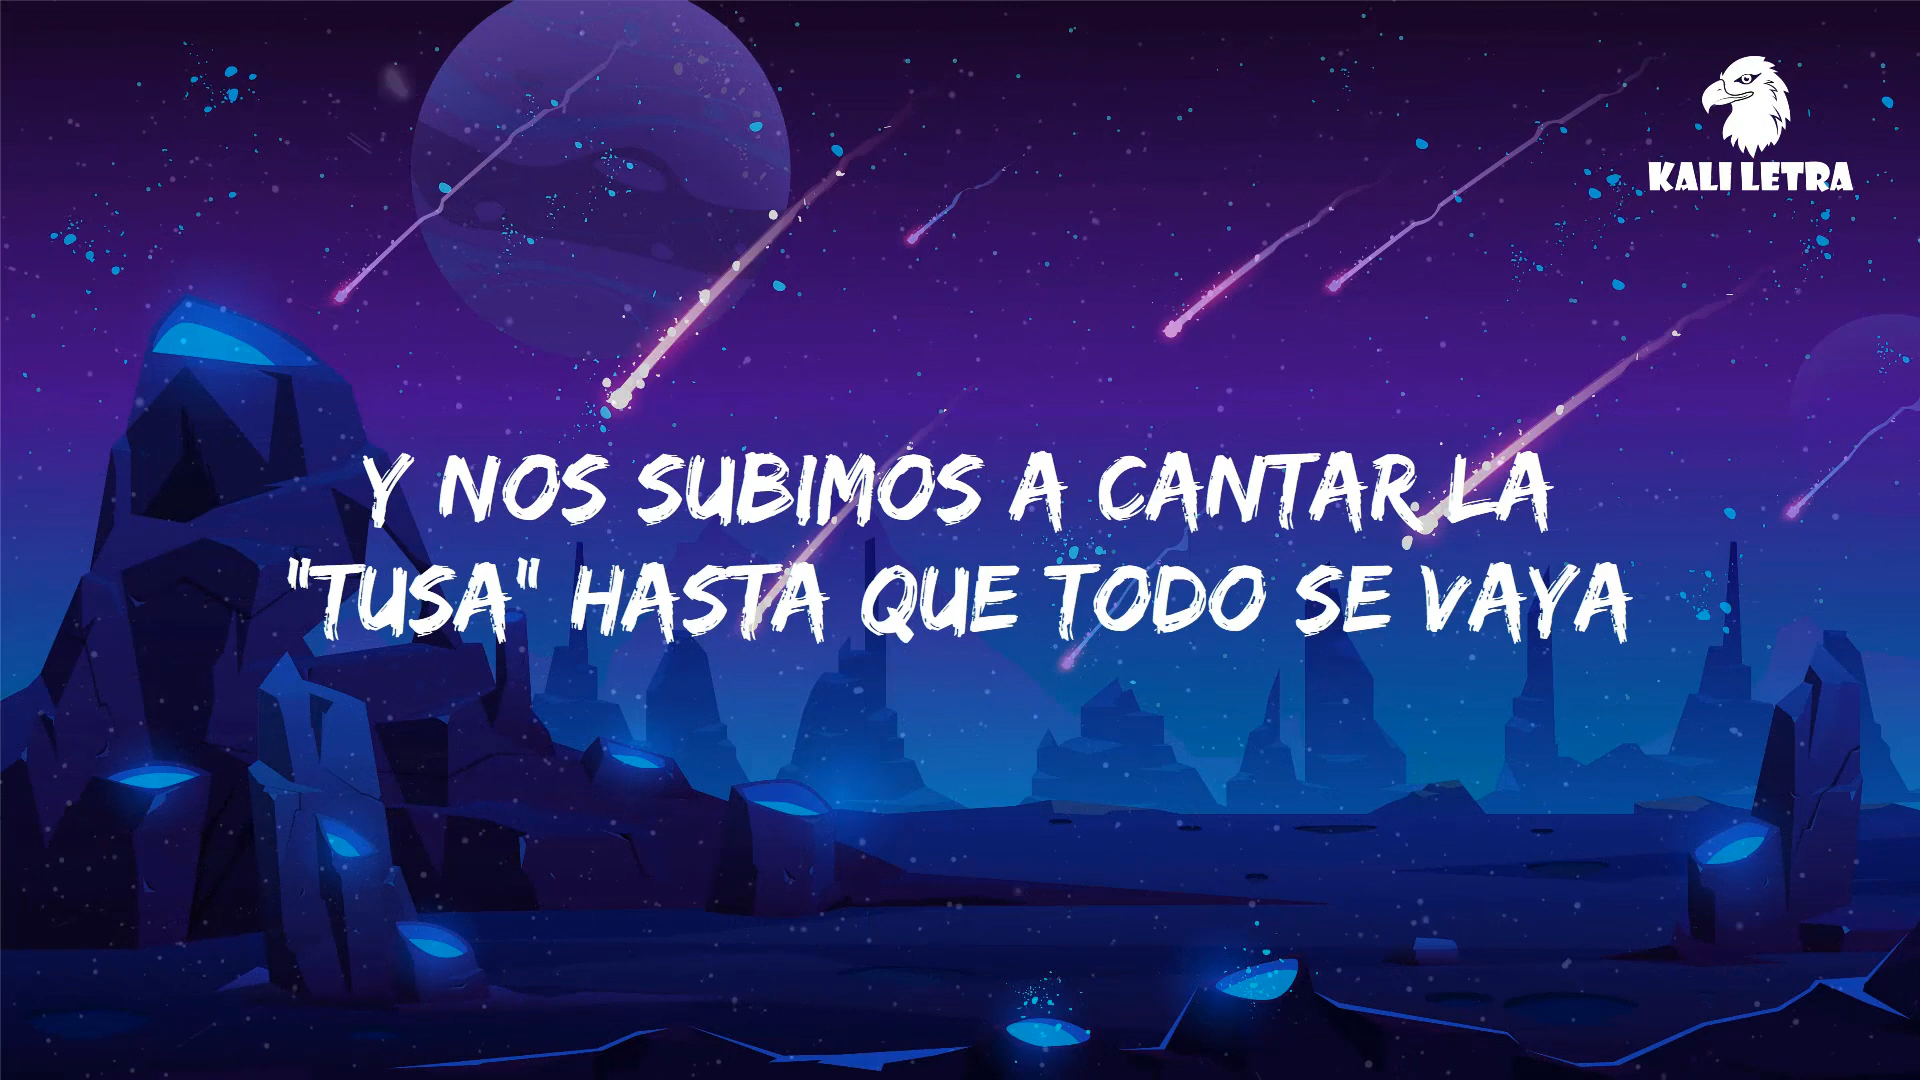 KALI LETRA
Y NOS SUBIMOS A CANTAR LA
"TUSA" HASTA QUE TODO SE VAYA